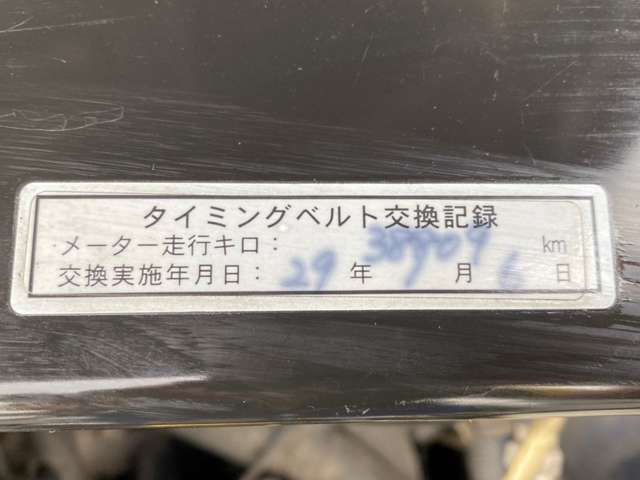 タイミングベルト交換記録
メーター走行キロ: km
交換実施年月日: 29 年 7 月 6 日